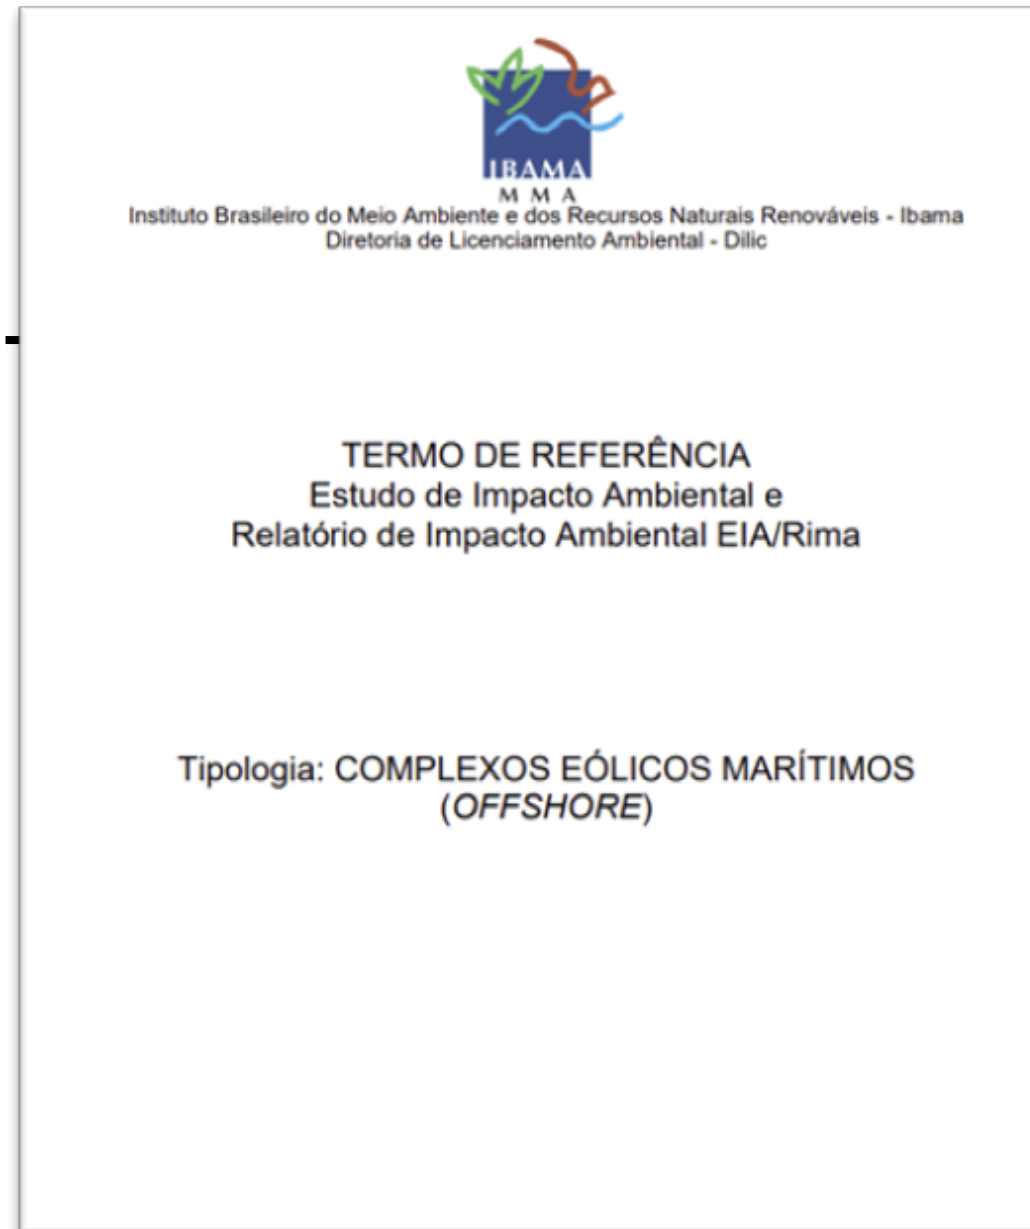 IBAMA
M M A
Instituto Brasileiro do Meio Ambiente e dos Recursos Naturais Renováveis - Ibama
Diretoria de Licenciamento Ambiental - Dilic
-
TERMO DE REFERÊNCIA
Estudo de Impacto Ambiental e
Relatório de Impacto Ambiental EIA/Rima
Tipologia: COMPLEXOS EÓLICOS MARÍTIMOS
(OFFSHORE)